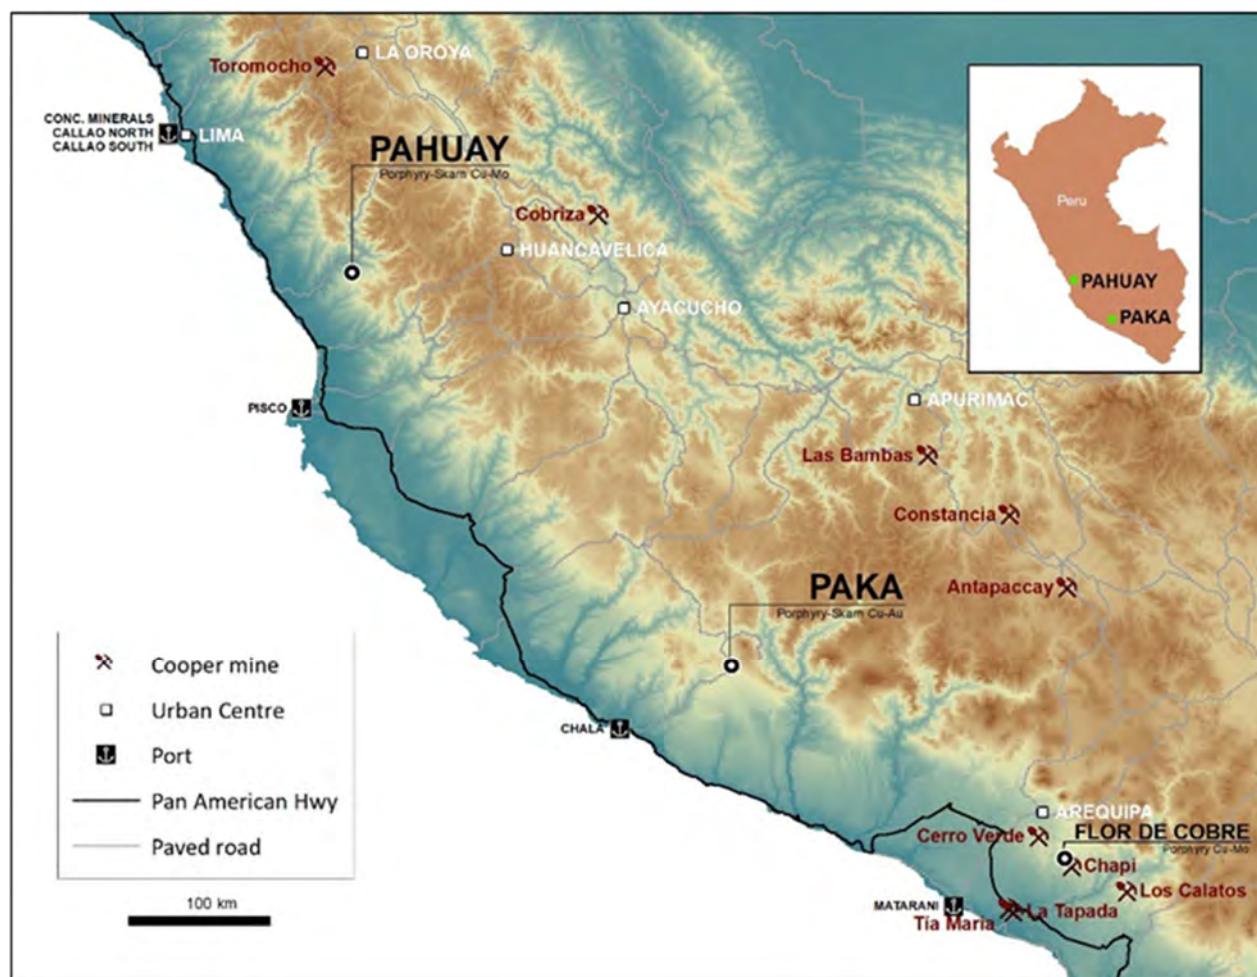 LA OROYA
Toromocho
CONC. MINERALS
CALLAO NORTH
CALLAO SOUTH
LIMA
PAHUAY
Porphyry-Skarn Cu-Mo
Cobriza
HUANCAVELICA
AYACUCHO
Peru
PAHUAY
PAKA
PISCO
APURIMAC
Las Bambas
Constancia
Antapaccay
PAKA
Porphyry-Skarn Cu-Au
CHALA
Cooper mine
Urban Centre
Port
Pan American Hwy
Paved road
100 km
AREQUIPA
Cerro Verde
FLOR DE COBRE
Porphyry Cu-Mo
Chapi
Los Calatos
MATARANI
La Tapada
Tía María